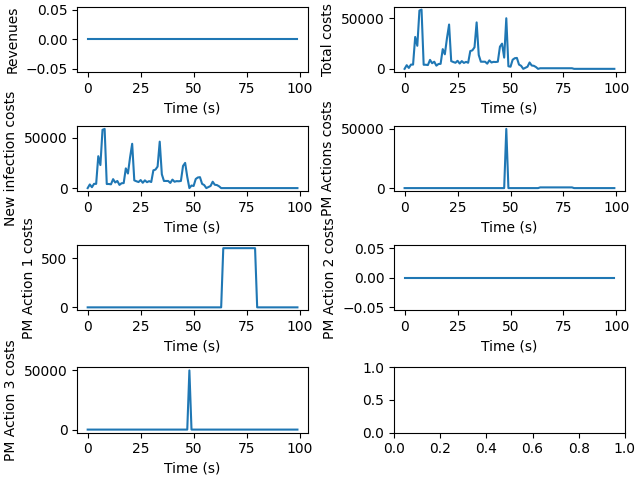 Revenues
0.05
0.00
−0.05
0 25 50 75 100
Time (s)
Total costs
50000
0
0 25 50 75 100
Time (s)
New infection costs
50000
0
0 25 50 75 100
Time (s)
PM Actions costs
50000
0
0 25 50 75 100
Time (s)
PM Action 1 costs
500
0
0 25 50 75 100
Time (s)
PM Action 2 costs
0.05
0.00
−0.05
0 25 50 75 100
Time (s)
PM Action 3 costs
50000
0
0 25 50 75 100
Time (s)
1.0
0.5
0.0
0.0 0.2 0.4 0.6 0.8 1.0